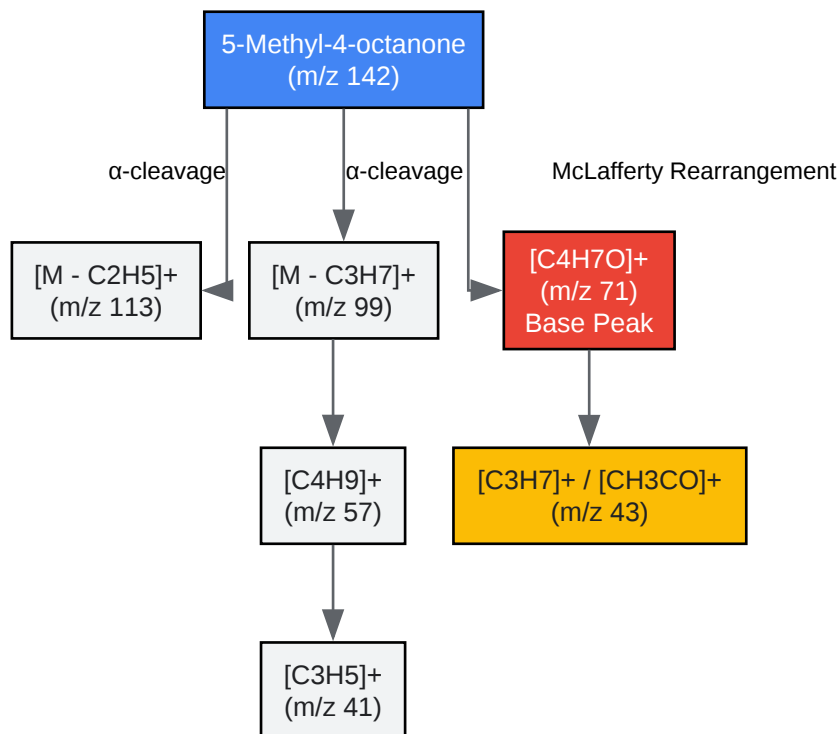 5-Methyl-4-octanone
(m/z 142)
α-cleavage
α-cleavage
McLafferty Rearrangement
[M - C2H5]+
(m/z 113)
[M - C3H7]+
(m/z 99)
[C4H7O]+
(m/z 71)
Base Peak
[C4H9]+
(m/z 57)
[C3H7]+ / [CH3CO]+
(m/z 43)
[C3H5]+
(m/z 41)